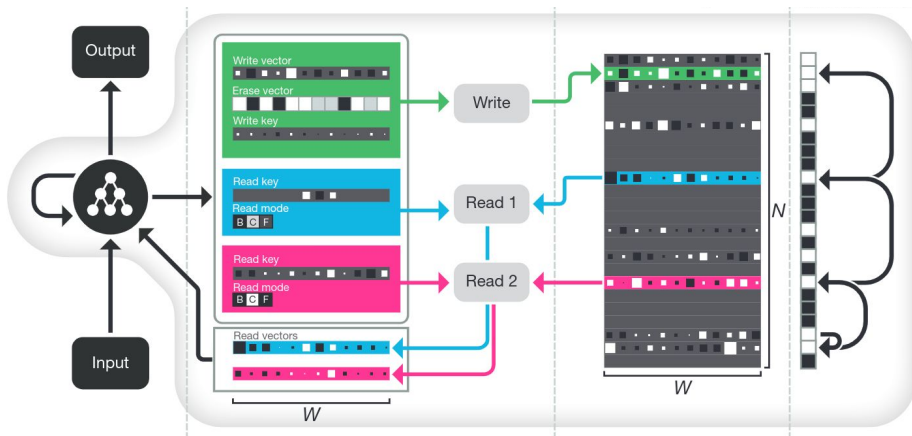 Output
Input
Write vector
Erase vector
Write key
Read key
Read mode
B C F
Read key
Read mode
B C F
Read vectors
W
Write
Read 1
Read 2
N
W